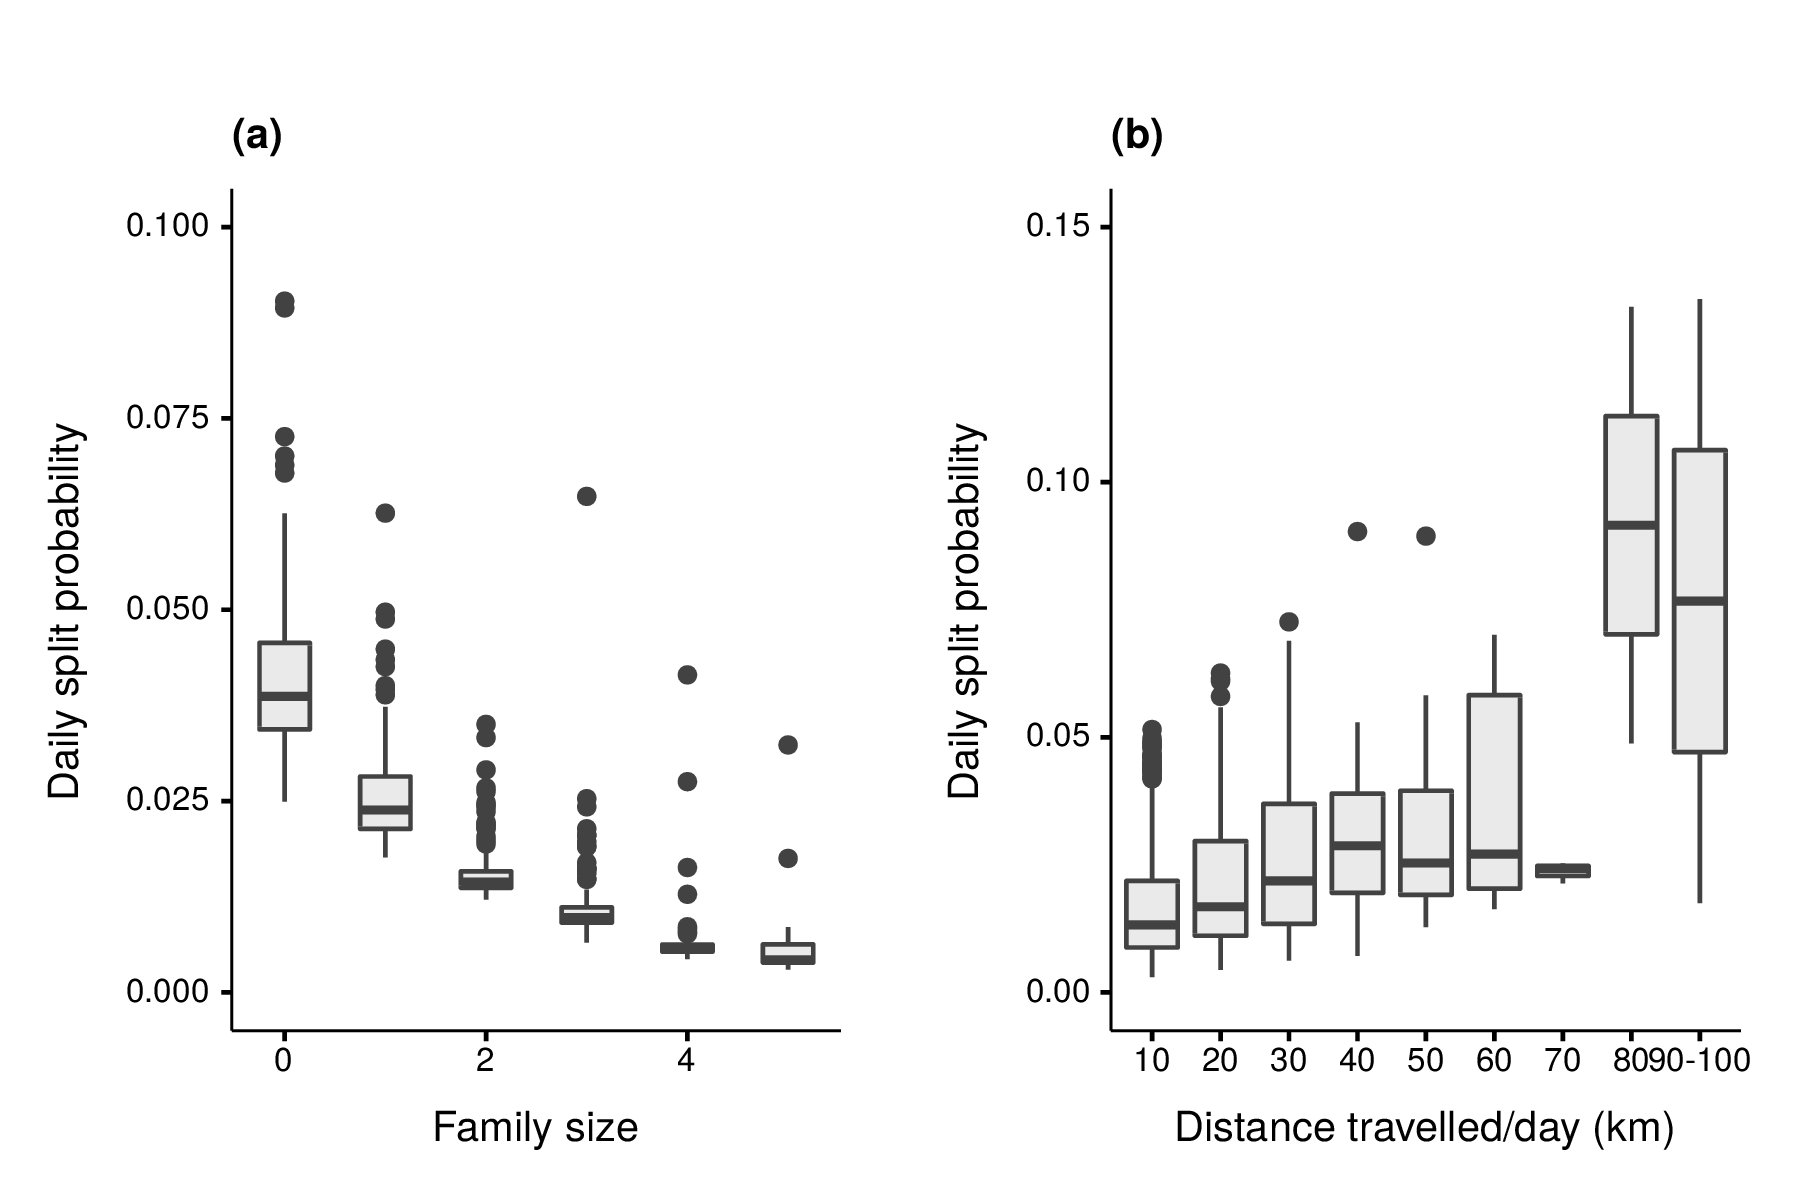 (a)
0.100
0.075
0.050
0.025
0.000
Daily split probability
0 2 4
Family size
(b)
0.15
0.10
0.05
0.00
Daily split probability
10 20 30 40 50 60 70 80 90-100
Distance travelled/day (km)